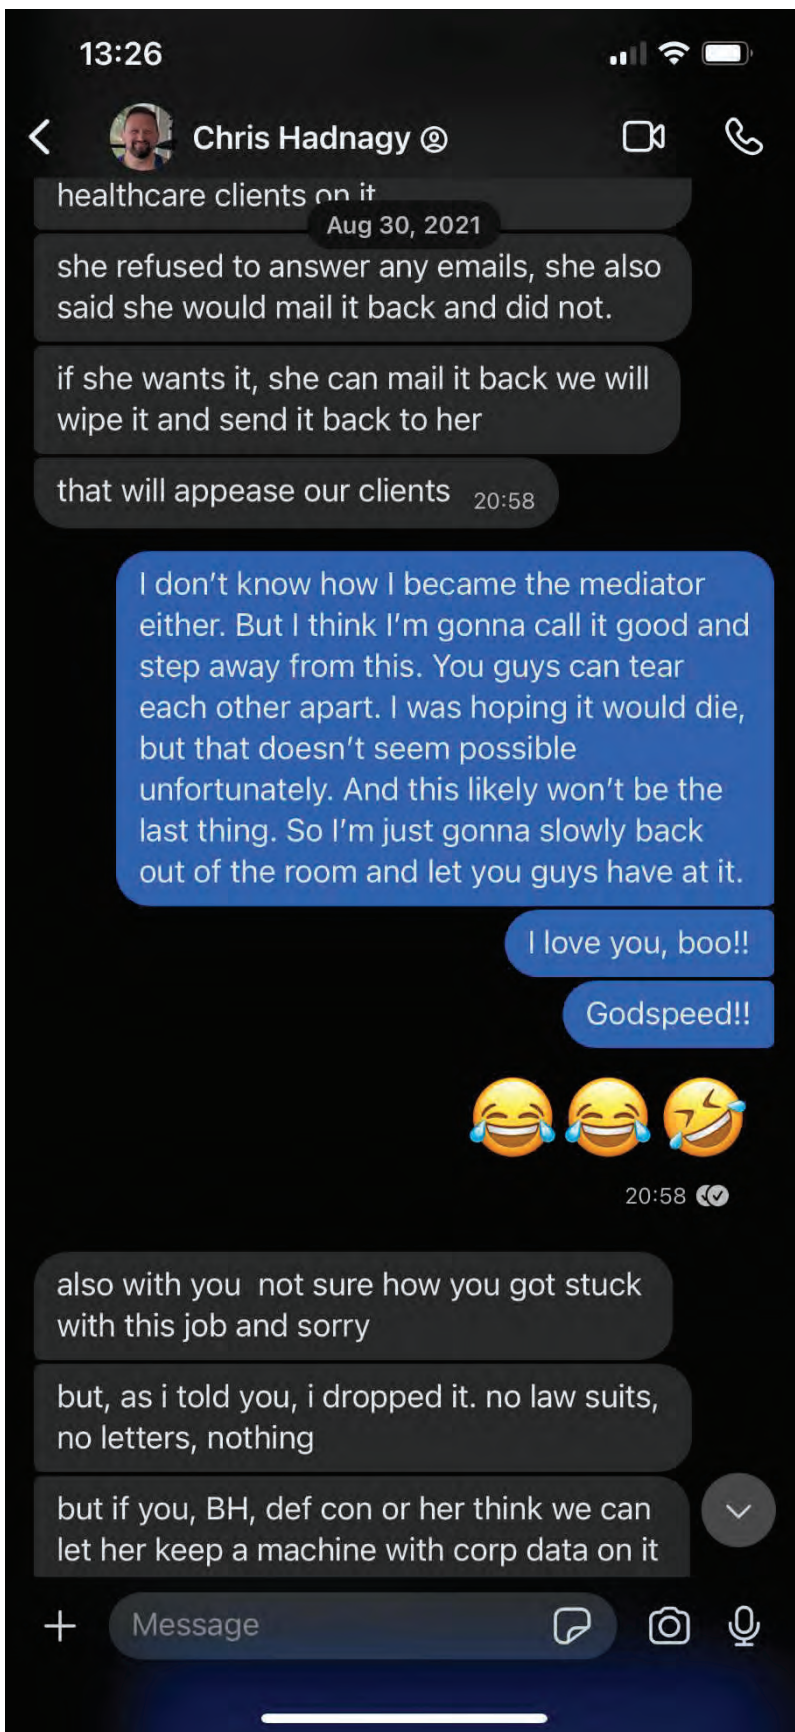 13:26
Chris Hadnagy
healthcare clients on it
Aug 30, 2021
she refused to answer any emails, she also
said she would mail it back and did not.
if she wants it, she can mail it back we will
wipe it and send it back to her
that will appease our clients 20:58
I don’t know how I became the mediator
either. But I think I’m gonna call it good and
step away from this. You guys can tear
each other apart. I was hoping it would die,
but that doesn’t seem possible
unfortunately. And this likely won’t be the
last thing. So I’m just gonna slowly back
out of the room and let you guys have at it.
I love you, boo!!
Godspeed!!
😂😂🤣
20:58
also with you  not sure how you got stuck
with this job and sorry
but, as i told you, i dropped it. no law suits,
no letters, nothing
but if you, BH, def con or her think we can
let her keep a machine with corp data on it
Message